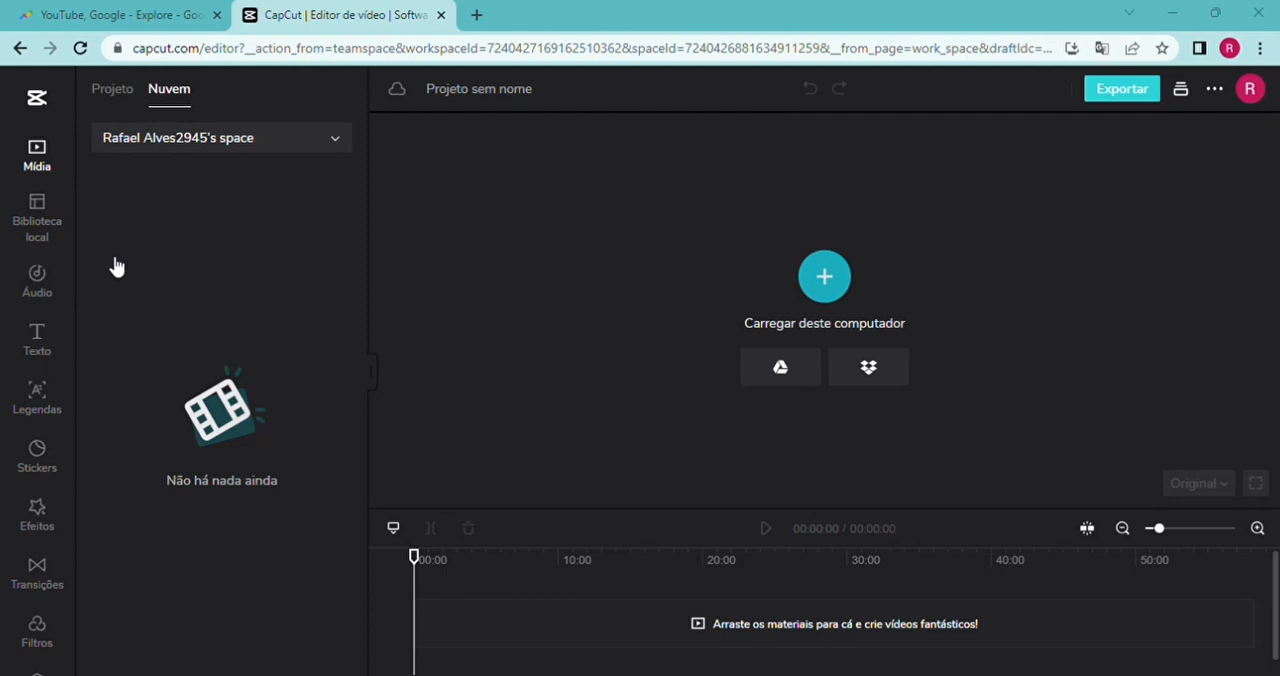 YouTube, Google - Explore - Goo
CapCut | Editor de vídeo | Softwa
capcut.com/editor?__action_from=teamspace&workspaceId=7240427169162510362&spaceId=72404268816349112​59&__from_page=work_space&draftIdc=...
R
Projeto
Nuvem
Projeto sem nome
Exportar
R
Rafael Alves2945's space
Mídia
Biblioteca
local
Áudio
Texto
Legendas
Stickers
Efeitos
Transições
Filtros
Não há nada ainda
Carregar deste computador
Original
00:00:00 / 00:00:00
00:00
10:00
20:00
30:00
40:00
50:00
Arraste os materiais para cá e crie vídeos fantásticos!